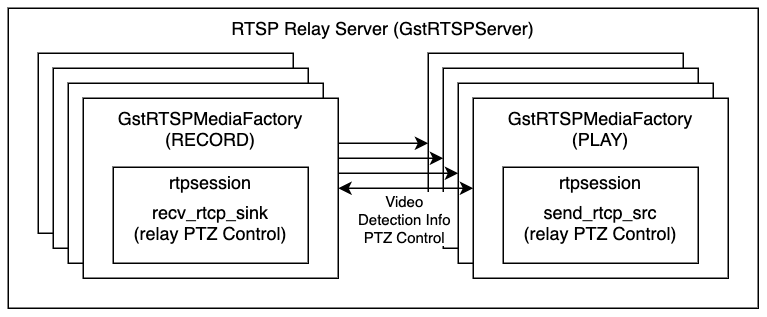 RTSP Relay Server (GstRTSPServer)
GstRTSPMediaFactory
(RECORD)
rtpsession
recv_rtcp_sink
(relay PTZ Control)
Video
Detection Info
PTZ Control
GstRTSPMediaFactory
(PLAY)
rtpsession
send_rtcp_src
(relay PTZ Control)